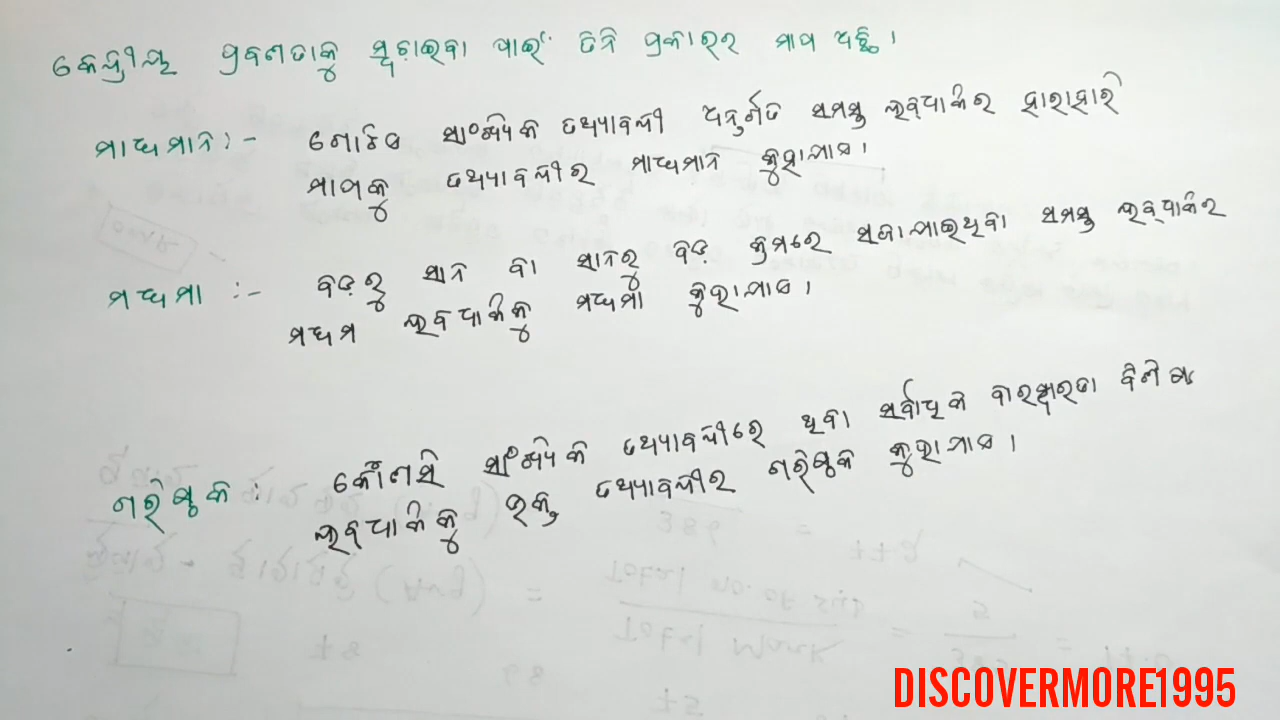 କେନ୍ଦ୍ରୀୟ ପ୍ରବଣତାକୁ ସୂଚାଇବା ପାଇଁ ତିନି ପ୍ରକାରର ମାପ ଅଛି ।
ମାଧ୍ୟମାନ :- ଗୋଟିଏ ସାଂଖ୍ୟିକ ତଥ୍ୟାବଳୀ ଅନ୍ତର୍ଗତ ସମସ୍ତ ଲବ୍ଧାଙ୍କର ହାରାହାରି
ମାପକୁ ତଥ୍ୟାବଳୀର ମାଧ୍ୟମାନ କୁହାଯାଏ ।
ମଧ୍ୟମା :- ବଡ଼ରୁ ସାନ ବା ସାନରୁ ବଡ଼ କ୍ରମରେ ସଜାଯାଇଥିବା ସମସ୍ତ ଲବ୍ଧାଙ୍କର
ମଧ୍ୟମ ଲବ୍ଧାଙ୍କକୁ ମଧ୍ୟମା କୁହାଯାଏ ।
ଗରିଷ୍ଠକ : କୌଣସି ସାଂଖ୍ୟିକ ତଥ୍ୟାବଳୀରେ ଥିବା ସର୍ବାଧିକ ବାରମ୍ବାରତା ବିଶିଷ୍ଟ
ଲବ୍ଧାଙ୍କକୁ ଉକ୍ତ ତଥ୍ୟାବଳୀର ଗରିଷ୍ଠକ କୁହାଯାଏ ।
DISCOVERMORE1995